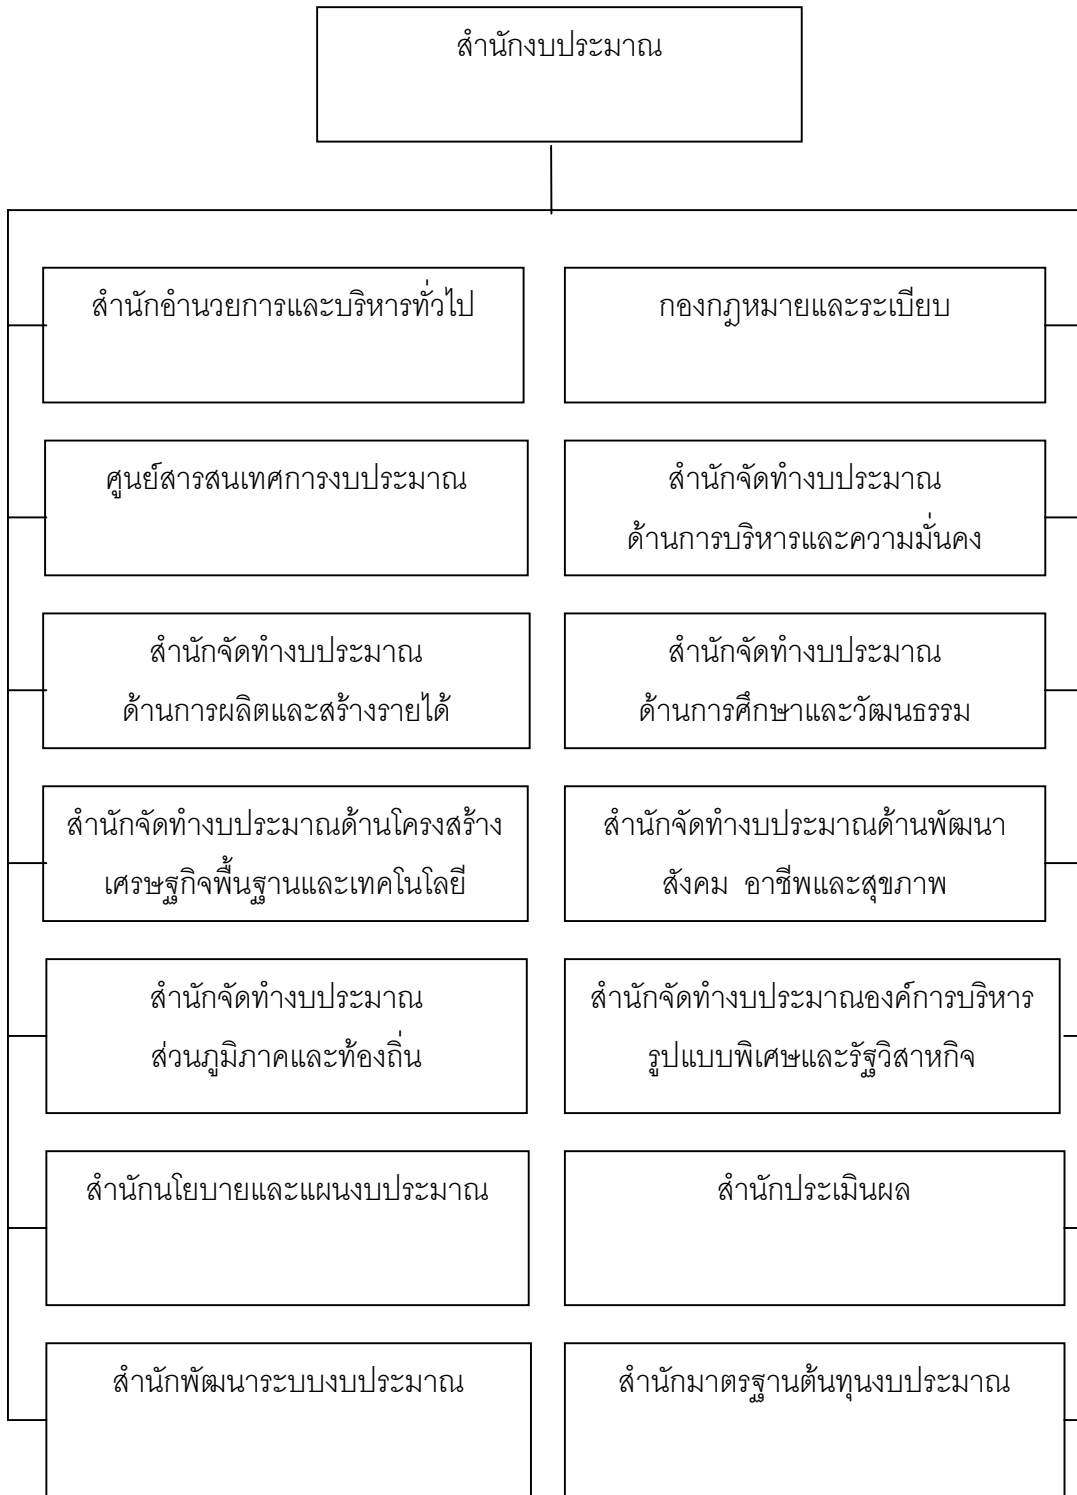 สำนักงบประมาณ
สำนักอำนวยการและบริหารทั่วไป
กองกฎหมายและระเบียบ
ศูนย์สารสนเทศการงบประมาณ
สำนักจัดทำงบประมาณ
ด้านการบริหารและความมั่นคง
สำนักจัดทำงบประมาณ
ด้านการผลิตและสร้างรายได้
สำนักจัดทำงบประมาณ
ด้านการศึกษาและวัฒนธรรม
สำนักจัดทำงบประมาณด้านโครงสร้าง
เศรษฐกิจพื้นฐานและเทคโนโลยี
สำนักจัดทำงบประมาณด้านพัฒนา
สังคม อาชีพและสุขภาพ
สำนักจัดทำงบประมาณ
ส่วนภูมิภาคและท้องถิ่น
สำนักจัดทำงบประมาณองค์การบริหาร
รูปแบบพิเศษและรัฐวิสาหกิจ
สำนักนโยบายและแผนงบประมาณ
สำนักประเมินผล
สำนักพัฒนาระบบงบประมาณ
สำนักมาตรฐานต้นทุนงบประมาณ